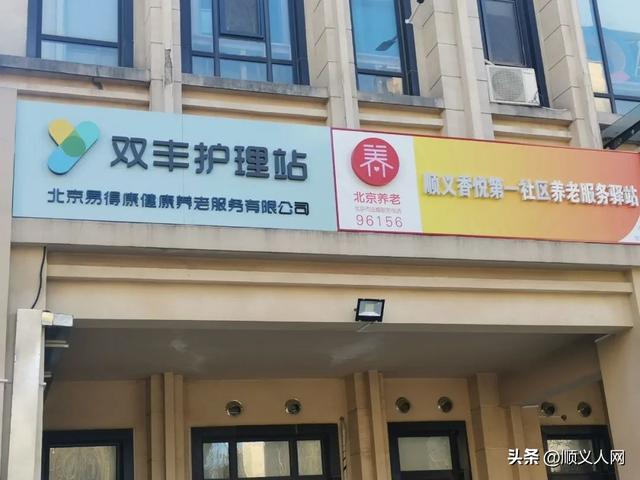 双丰护理站
北京易得康健康养老服务有限公司
养
北京养老
96156
顺义香悦第一社区养老服务驿站
头条 @顺义人网